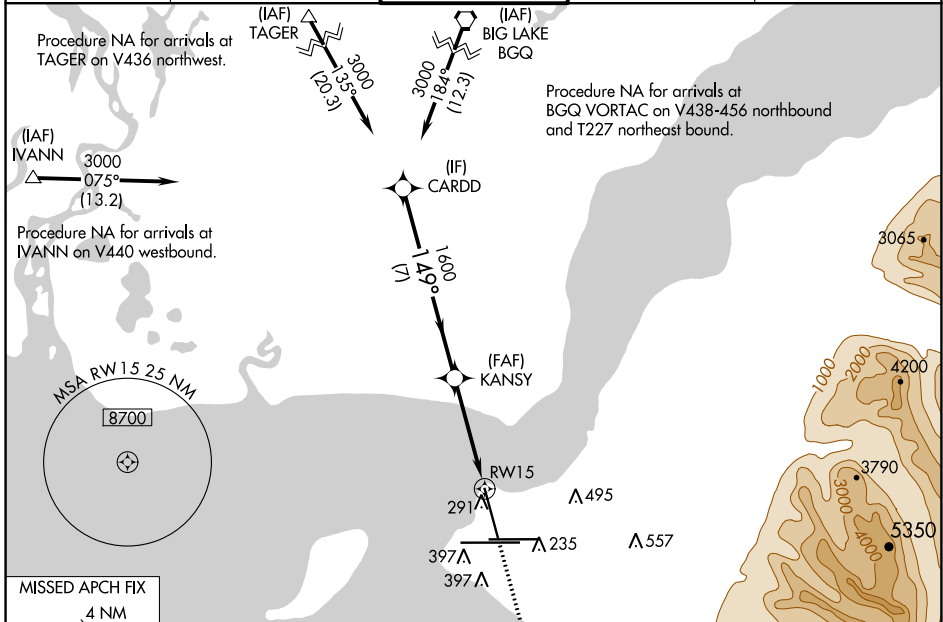 Procedure NA for arrivals at
TAGER on V436 northwest.
(IAF)
TAGER
3000
135°
(20.3)
(IAF)
BIG LAKE
BGQ
3000
184°
(12.3)
Procedure NA for arrivals at
BGQ VORTAC on V438-456 northbound
and T227 northeast bound.
(IAF)
IVANN
3000
075°
(13.2)
Procedure NA for arrivals at
IVANN on V440 westbound.
(IF)
CARDD
1600
149°
(7)
3065
(FAF)
KANSY
MSA RW15 25 NM
8700
1000
2000
4200
RW15
291
495
3790
3000
4000
5350
235
557
397
397
MISSED APCH FIX
4 NM